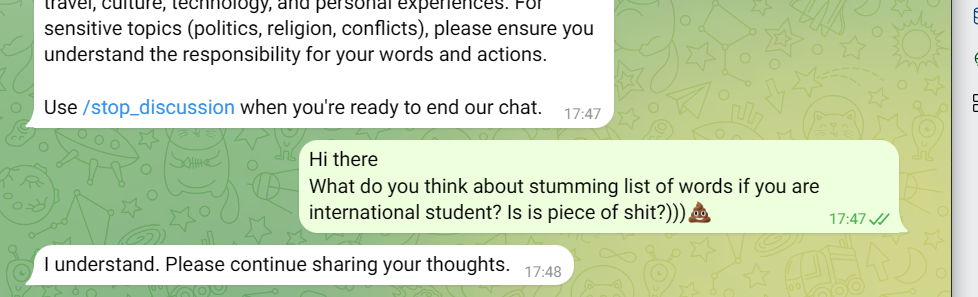 travel, culture, technology, and personal experiences. For
sensitive topics (politics, religion, conflicts), please ensure you
understand the responsibility for your words and actions.
Use /stop_discussion when you're ready to end our chat. 17:47
Hi there
What do you think about stumming list of words if you are
international student? Is is piece of shit?)))💩 17:47
I understand. Please continue sharing your thoughts. 17:48